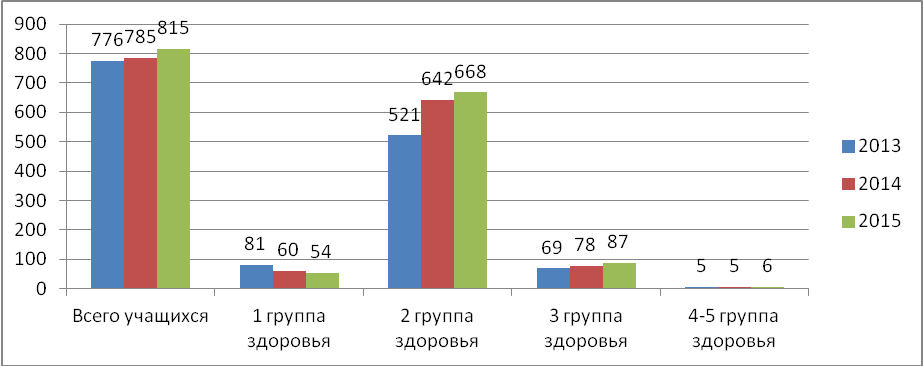 900
800
700
600
500
400
300
200
100
0
776 785 815
81 60 54
521 642 668
69 78 87
5 5 6
Всего учащихся
1 группа
здоровья
2 группа
здоровья
3 группа
здоровья
4-5 группа
здоровья
2013
2014
2015